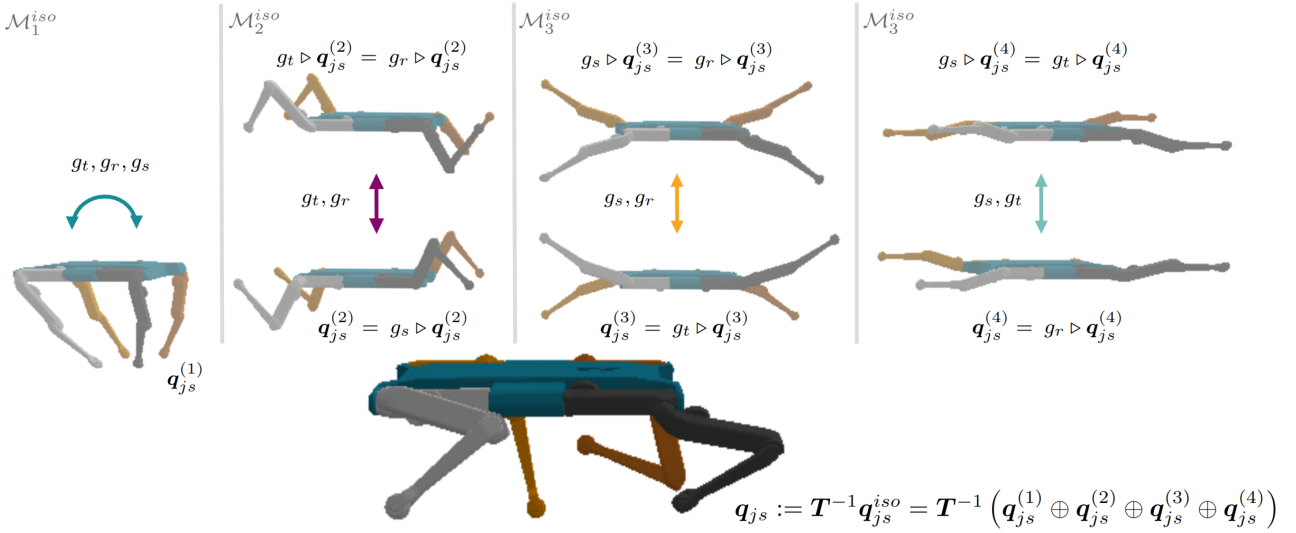 $\mathcal{M}_1^{iso}$
$g_t, g_r, g_s$
$\boldsymbol{q}_{js}^{(1)}$
$\mathcal{M}_2^{iso}$
$g_t \triangleright \boldsymbol{q}_{js}^{(2)} = g_r \triangleright \boldsymbol{q}_{js}^{(2)}$
$g_t, g_r$
$\boldsymbol{q}_{js}^{(2)} = g_s \triangleright \boldsymbol{q}_{js}^{(2)}$
$\mathcal{M}_3^{iso}$
$g_s \triangleright \boldsymbol{q}_{js}^{(3)} = g_r \triangleright \boldsymbol{q}_{js}^{(3)}$
$g_s, g_r$
$\boldsymbol{q}_{js}^{(3)} = g_t \triangleright \boldsymbol{q}_{js}^{(3)}$
$\mathcal{M}_3^{iso}$
$g_s \triangleright \boldsymbol{q}_{js}^{(4)} = g_t \triangleright \boldsymbol{q}_{js}^{(4)}$
$g_s, g_t$
$\boldsymbol{q}_{js}^{(4)} = g_r \triangleright \boldsymbol{q}_{js}^{(4)}$
$\boldsymbol{q}_{js} := \boldsymbol{T}^{-1} \boldsymbol{q}_{js}^{iso} = \boldsymbol{T}^{-1} \left( \boldsymbol{q}_{js}^{(1)} \oplus \boldsymbol{q}_{js}^{(2)} \oplus \boldsymbol{q}_{js}^{(3)} \oplus \boldsymbol{q}_{js}^{(4)} \right)$